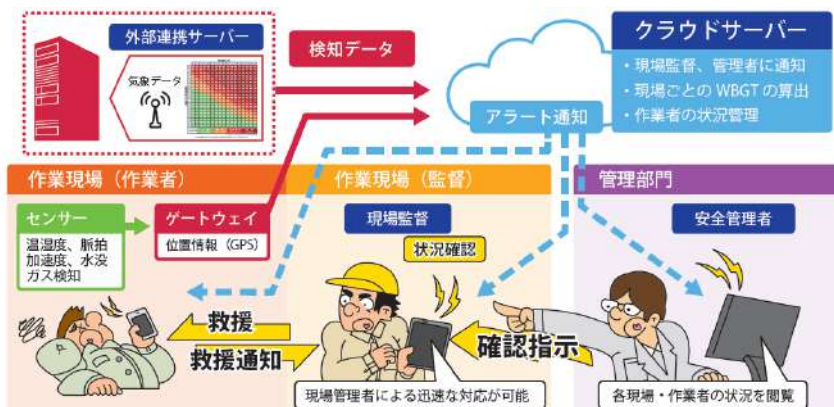 外部連携サーバー
気象データ
検知データ
クラウドサーバー
・現場監督、管理者に通知
・現場ごとの WBGT の算出
・作業者の状況管理
アラート通知
作業現場（作業者）
作業現場（監督）
管理部門
センサー
温湿度、脈拍
加速度、水没
ガス検知
ゲートウェイ
位置情報（GPS）
現場監督
状況確認
安全管理者
救援
救援通知
確認指示
現場管理者による迅速な対応が可能
各現場・作業者の状況を閲覧